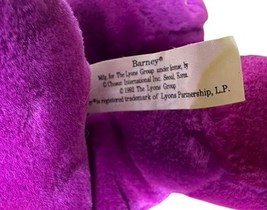 Barney®
Mfg. for The Lyons Group under lic. by
© Chosun International Inc. Seoul, Korea
© 1992 The Lyons Group
is a registered trademark of Lyons Partnership, L.P.